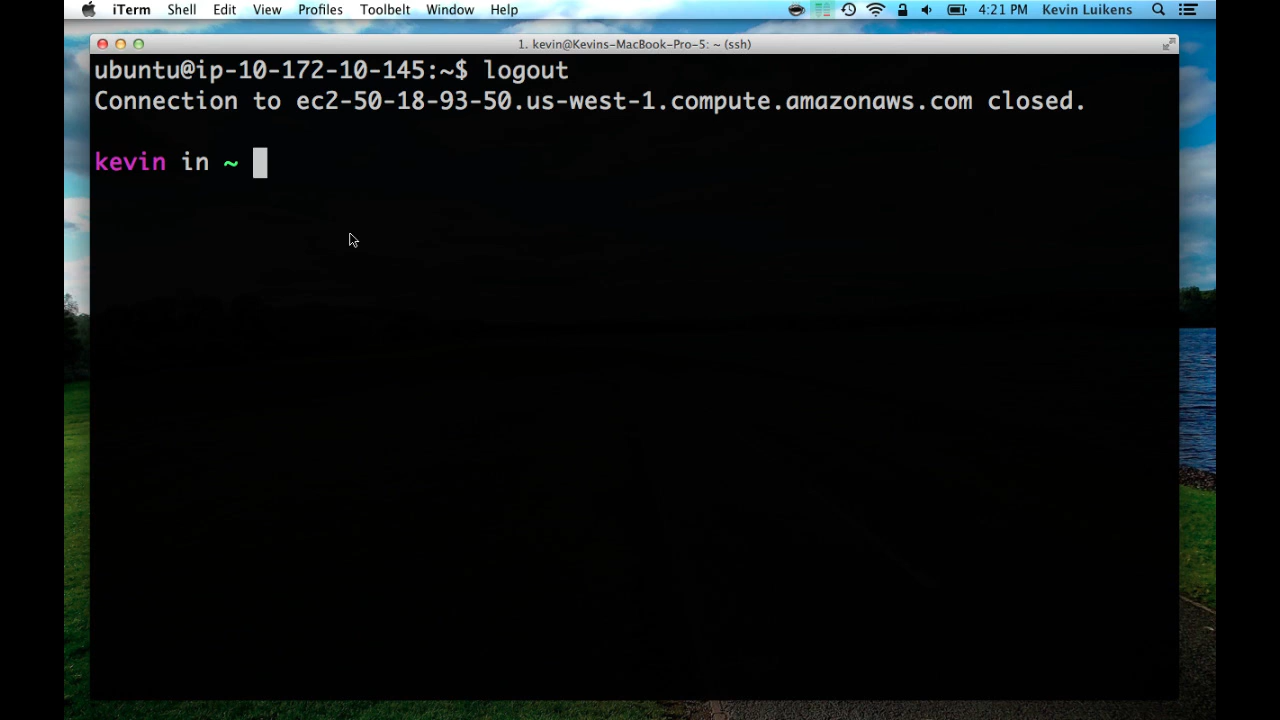 iTerm Shell Edit View Profiles Toolbelt Window Help 4:21 PM Kevin Luikens
1. kevin@Kevins-MacBook-Pro-5: ~ (ssh)
ubuntu@ip-10-172-10-145:~$ logout
Connection to ec2-50-18-93-50.us-west-1.compute.amazonaws.com closed.
kevin in ~